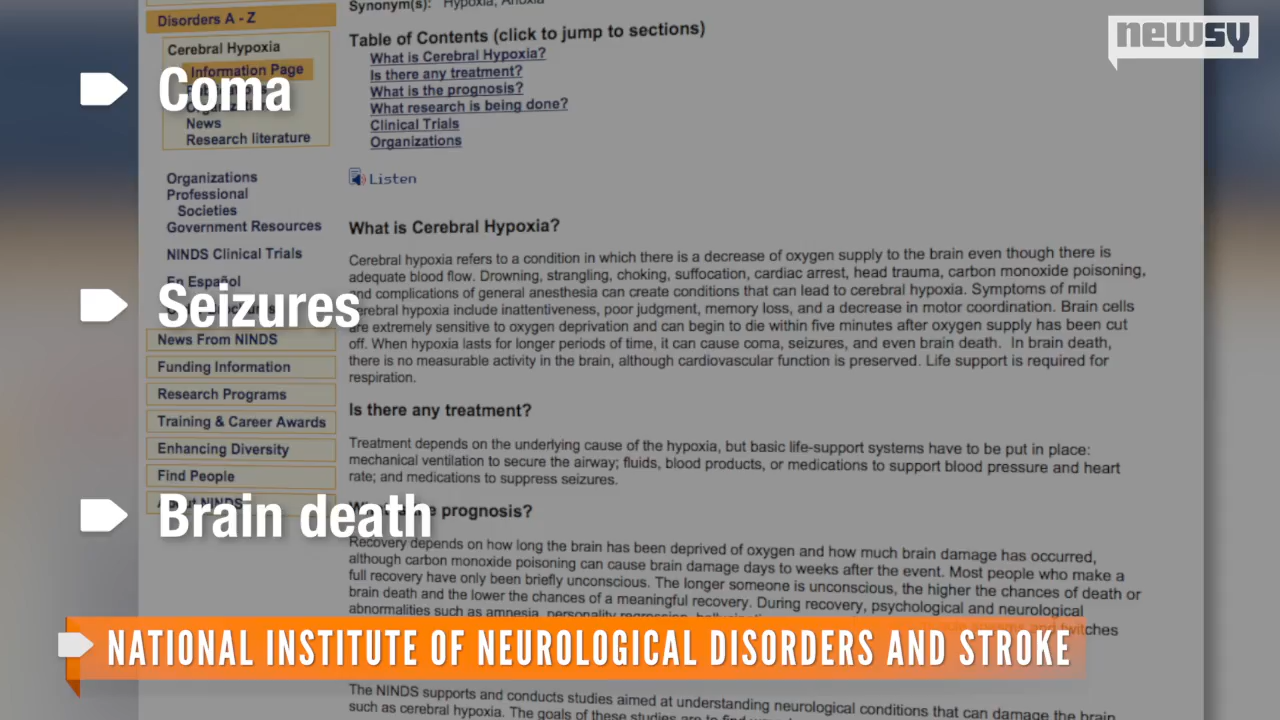 Disorders A - Z
Cerebral Hypoxia
Information Page
News
Research literature
Organizations
Professional
Societies
Government Resources
NINDS Clinical Trials
En Español
News From NINDS
Funding Information
Research Programs
Training & Career Awards
Enhancing Diversity
Find People
About NINDS
Coma
Seizures
Brain death
newsy
Synonym(s): Hypoxia, Anoxia
Table of Contents (click to jump to sections)
What is Cerebral Hypoxia?
Is there any treatment?
What is the prognosis?
What research is being done?
Clinical Trials
Organizations
Listen
What is Cerebral Hypoxia?
Cerebral hypoxia refers to a condition in which there is a decrease of oxygen supply to the brain even though there is
adequate blood flow. Drowning, strangling, choking, suffocation, cardiac arrest, head trauma, carbon monoxide poisoning,
and complications of general anesthesia can create conditions that can lead to cerebral hypoxia. Symptoms of mild
cerebral hypoxia include inattentiveness, poor judgment, memory loss, and a decrease in motor coordination. Brain cells
are extremely sensitive to oxygen deprivation and can begin to die within five minutes after oxygen supply has been cut
off. When hypoxia lasts for longer periods of time, it can cause coma, seizures, and even brain death. In brain death,
there is no measurable activity in the brain, although cardiovascular function is preserved. Life support is required for
respiration.
Is there any treatment?
Treatment depends on the underlying cause of the hypoxia, but basic life-support systems have to be put in place:
mechanical ventilation to secure the airway; fluids, blood products, or medications to support blood pressure and heart
rate; and medications to suppress seizures.
prognosis?
Recovery depends on how long the brain has been deprived of oxygen and how much brain damage has occurred,
although carbon monoxide poisoning can cause brain damage days to weeks after the event. Most people who make a
full recovery have only been briefly unconscious. The longer someone is unconscious, the higher the chances of death or
brain death and the lower the chances of a meaningful recovery. During recovery, psychological and neurological
abnormalities such as amnesia, personality regression,
twitches
NATIONAL INSTITUTE OF NEUROLOGICAL DISORDERS AND STROKE
The NINDS supports and conducts studies aimed at understanding neurological conditions that can damage the brain
such as cerebral hypoxia. The goals of these studies are to find